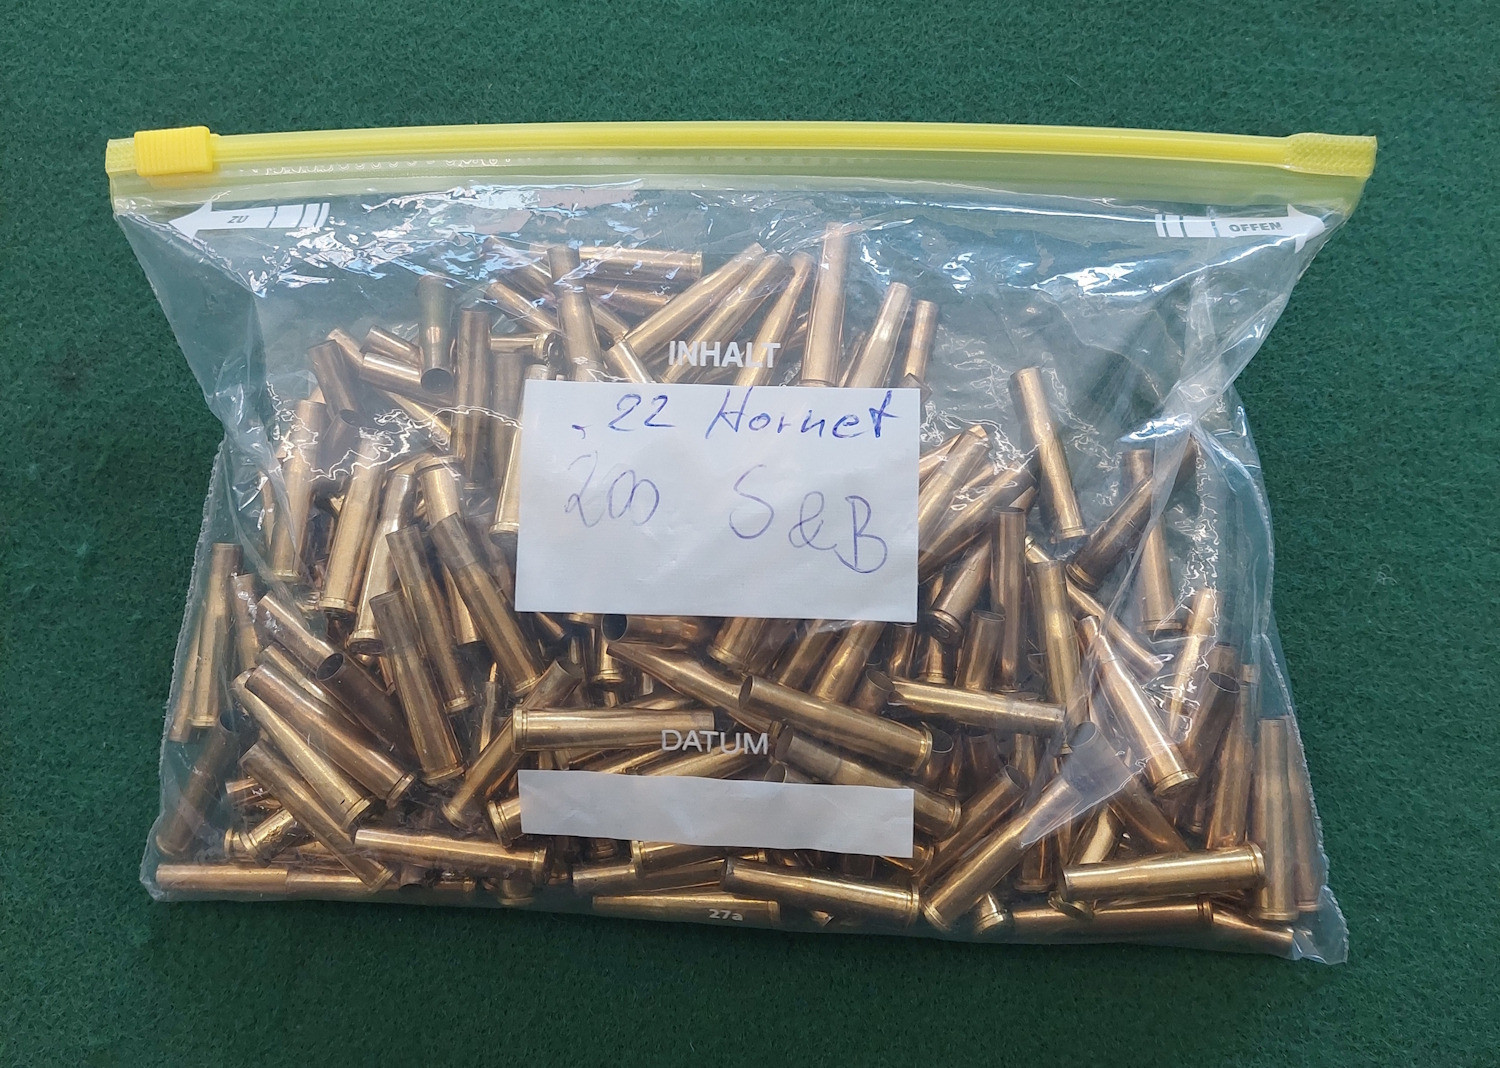 ZU
OFFEN
INHALT
.22 Hornet
200 S&B
DATUM
27a